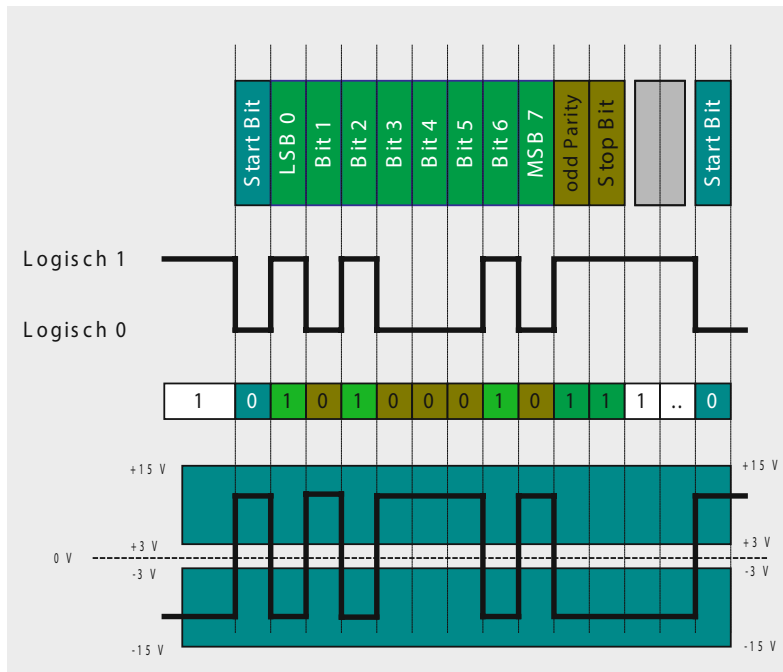 Start Bit
LSB 0
Bit 1
Bit 2
Bit 3
Bit 4
Bit 5
Bit 6
MSB 7
odd Parity
Stop Bit
Start Bit
Logisch 1
Logisch 0
1 0 1 0 1 0 0 0 1 0 1 1 1 .. 0
+15 V +15 V
+3 V +3 V
0 V
-3 V -3 V
-15 V -15 V